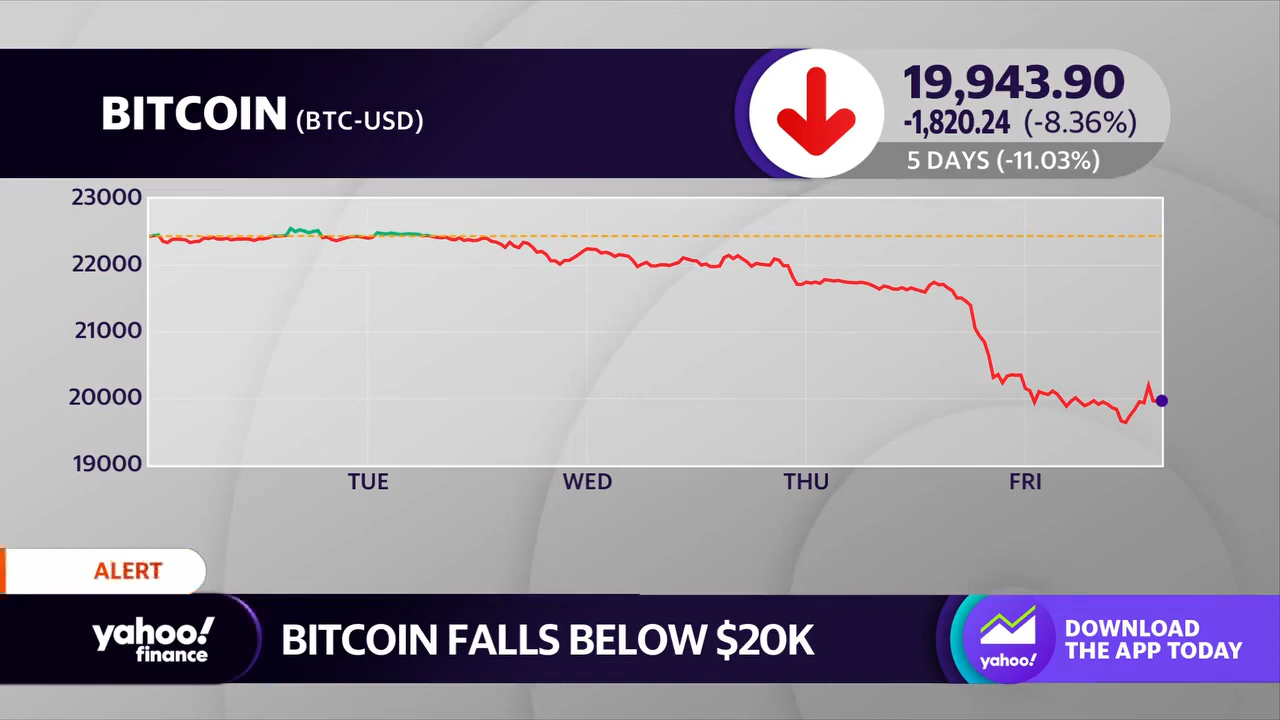 BITCOIN (BTC-USD)
19,943.90
-1,820.24 (-8.36%)
5 DAYS (-11.03%)
23000
22000
21000
20000
19000
TUE WED THU FRI
ALERT
yahoo!
finance
BITCOIN FALLS BELOW $20K
yahoo!
DOWNLOAD
THE APP TODAY